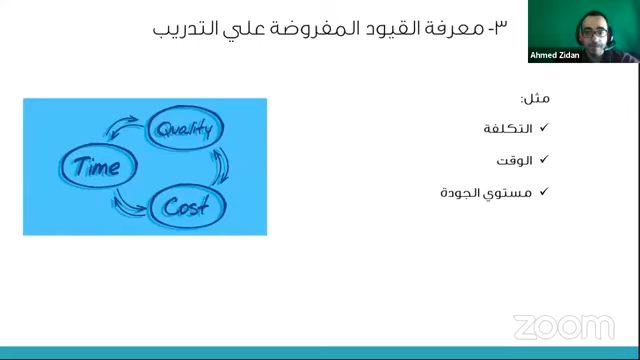 ٣- معرفة القيود المفروضة علي التدريب
Ahmed Zidan
مثل:
✓ التكلفة
✓ الوقت
✓ مستوي الجودة
Quality
Time
Cost
zoom